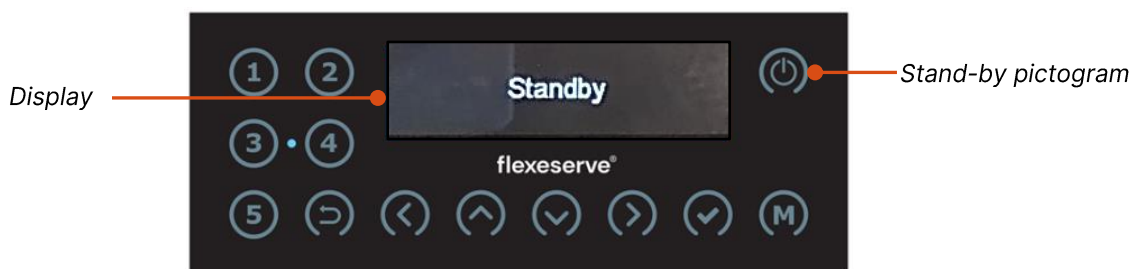 1 2
Standby
Display
Stand-by pictogram
3 4
flexeserve®
5 M